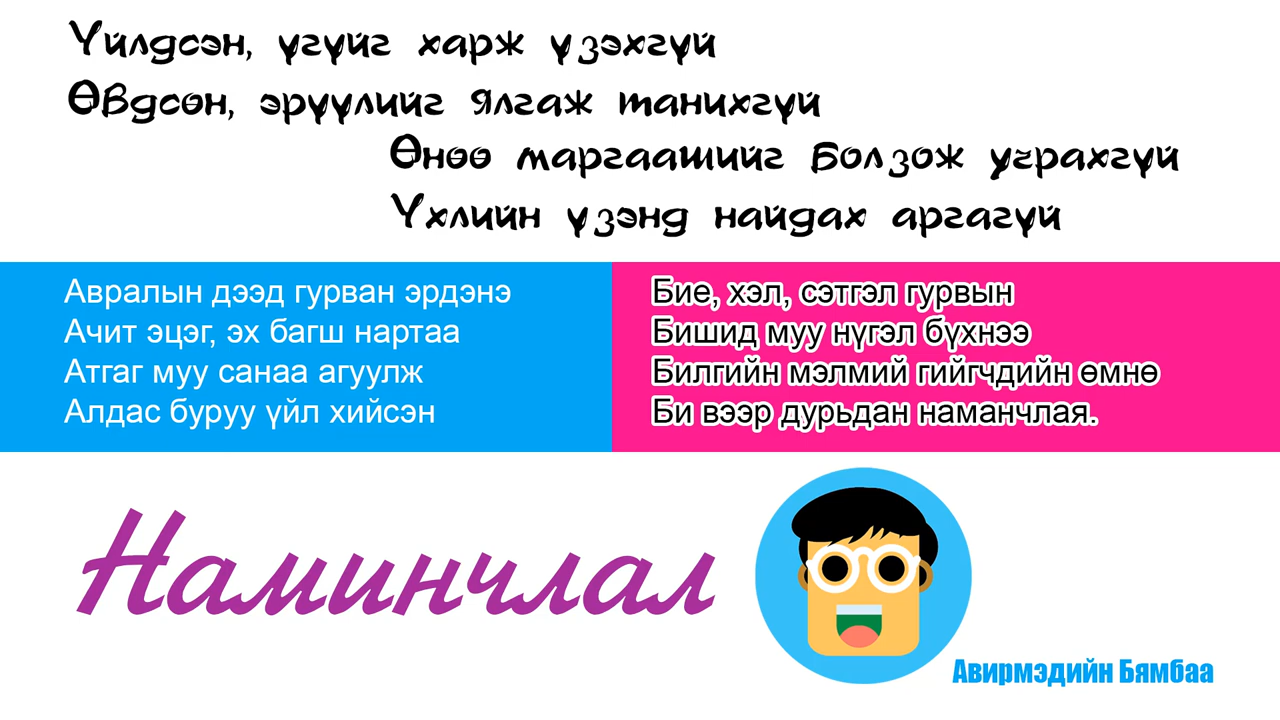 Үйлдсэн, үгүйг харж үзэхгүй
Өвдсөн, эрүүлийг ялгаж танихгүй
Өнөө маргаашийг болзож учрахгүй
Үхлийн үзэнд найдах аргагүй
Авралын дээд гурван эрдэнэ
Ачит эцэг, эх багш нартаа
Атгаг муу санаа агуулж
Алдас буруу үйл хийсэн
Бие, хэл, сэтгэл гурвын
Бишид муу нүгэл бүхнээ
Билгийн мэлмий гийгчдийн өмнө
Би вээр дурьдан наманчлая.
Наминчлал
Авирмэдийн Бямбаа